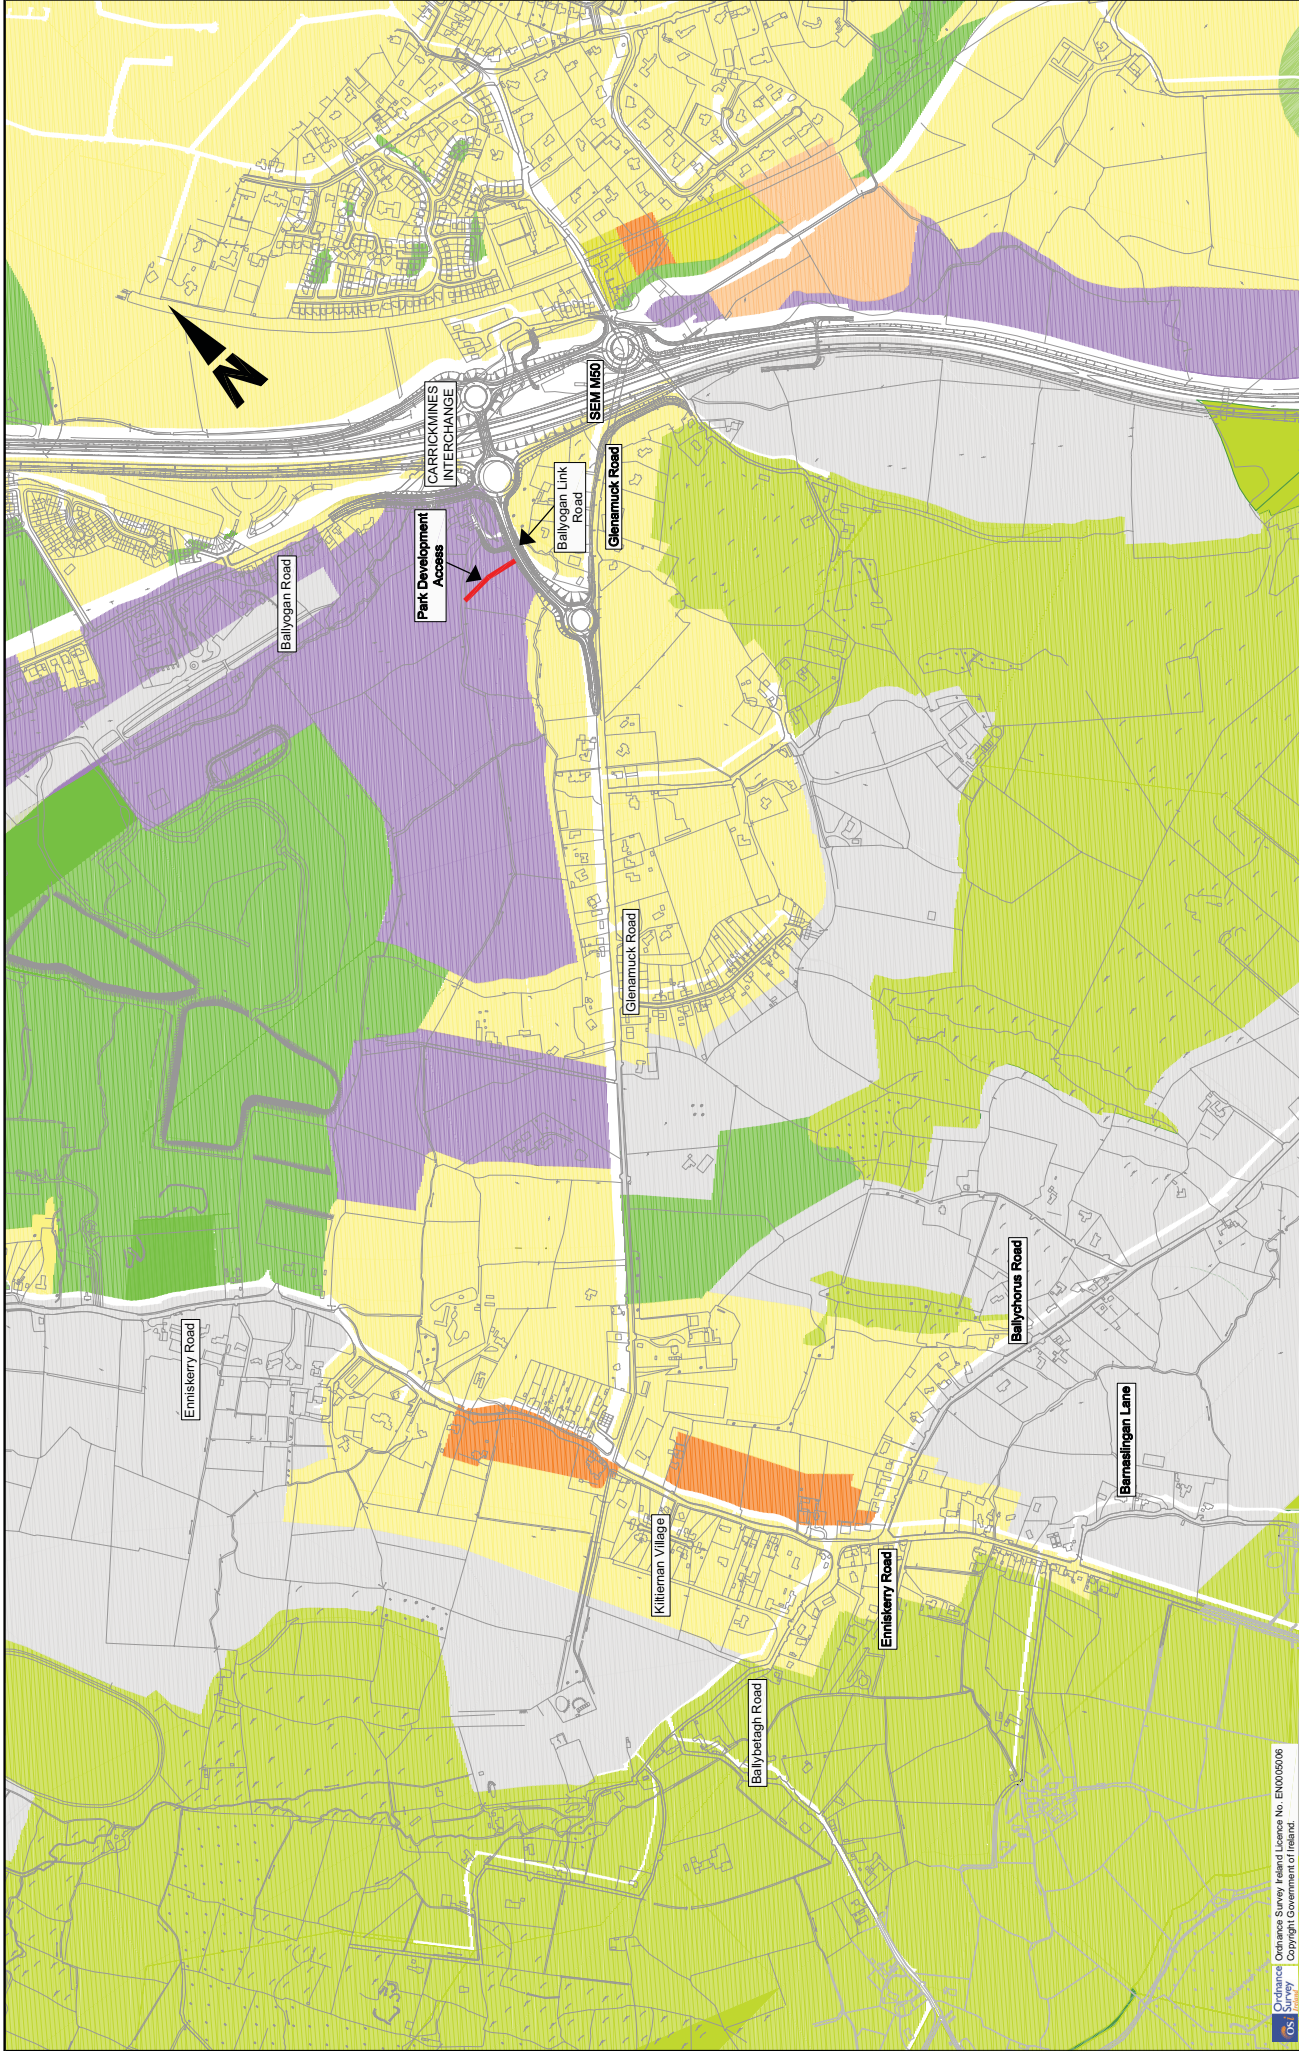 N
CARRICKMINES
INTERCHANGE
SEM M50
Ballyogan Link
Road
Glenamuck Road
Park Development
Access
Ballyogan Road
Glenamuck Road
Enniskerry Road
Ballychorus Road
Barnaslingan Lane
Kiltiernan Village
Enniskerry Road
Ballybetagh Road
osi Ordnance
Survey
Ireland
Ordnance Survey Ireland Licence No. EN0005006
Copyright Government of Ireland.